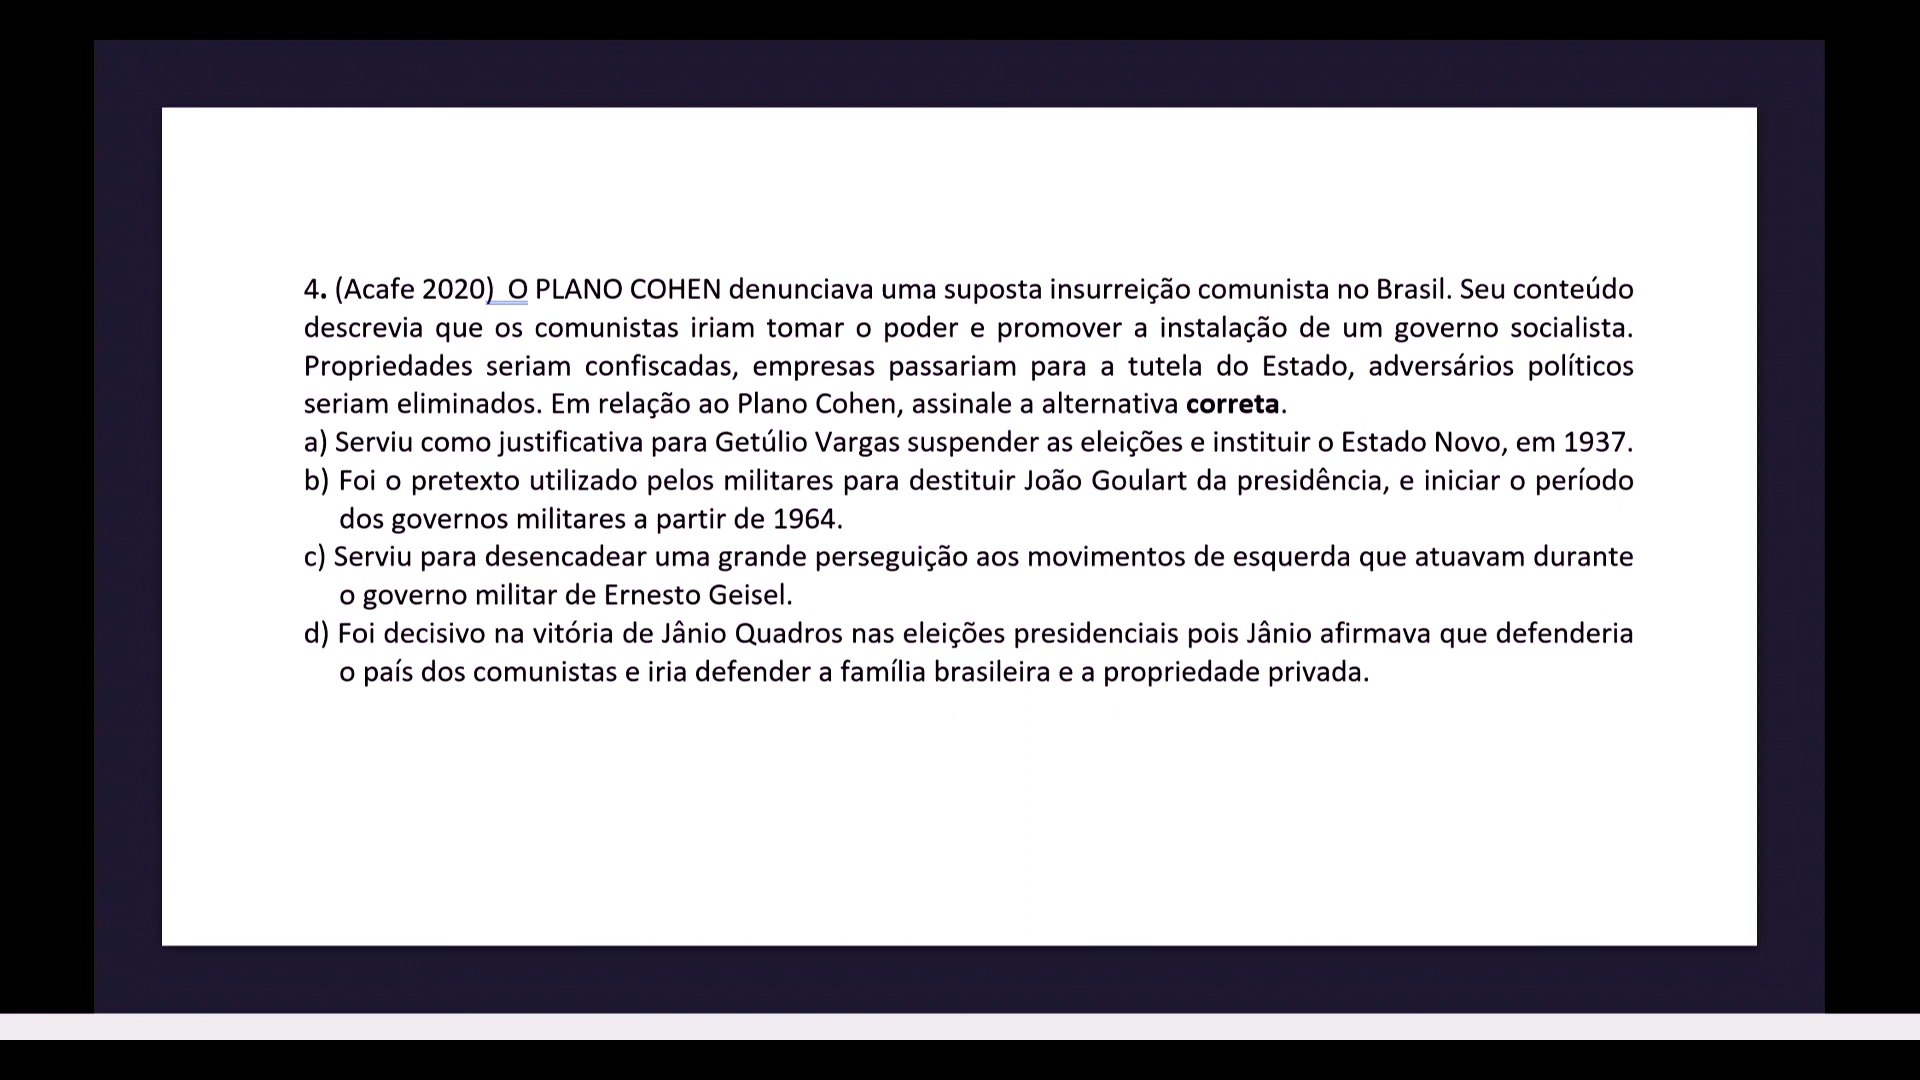 4. (Acafe 2020)  O PLANO COHEN denunciava uma suposta insurreição comunista no Brasil. Seu conteúdo
descrevia que os comunistas iriam tomar o poder e promover a instalação de um governo socialista.
Propriedades seriam confiscadas, empresas passariam para a tutela do Estado, adversários políticos
seriam eliminados. Em relação ao Plano Cohen, assinale a alternativa correta.
a) Serviu como justificativa para Getúlio Vargas suspender as eleições e instituir o Estado Novo, em 1937.
b) Foi o pretexto utilizado pelos militares para destituir João Goulart da presidência, e iniciar o período
dos governos militares a partir de 1964.
c) Serviu para desencadear uma grande perseguição aos movimentos de esquerda que atuavam durante
o governo militar de Ernesto Geisel.
d) Foi decisivo na vitória de Jânio Quadros nas eleições presidenciais pois Jânio afirmava que defenderia
o país dos comunistas e iria defender a família brasileira e a propriedade privada.